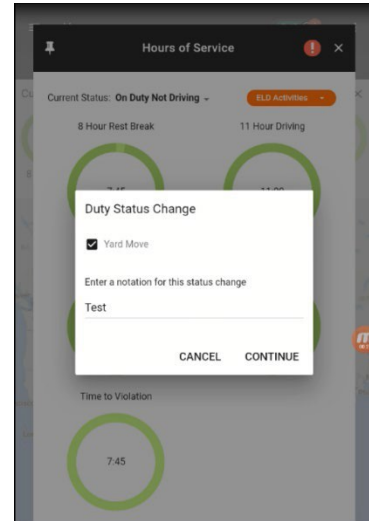 Hours of Service
Current Status: On Duty Not Driving
ELD Activities
8 Hour Rest Break
11 Hour Driving
7:45
11:00
Duty Status Change
Yard Move
Enter a notation for this status change
Test
CANCEL
CONTINUE
Time to Violation
7:45